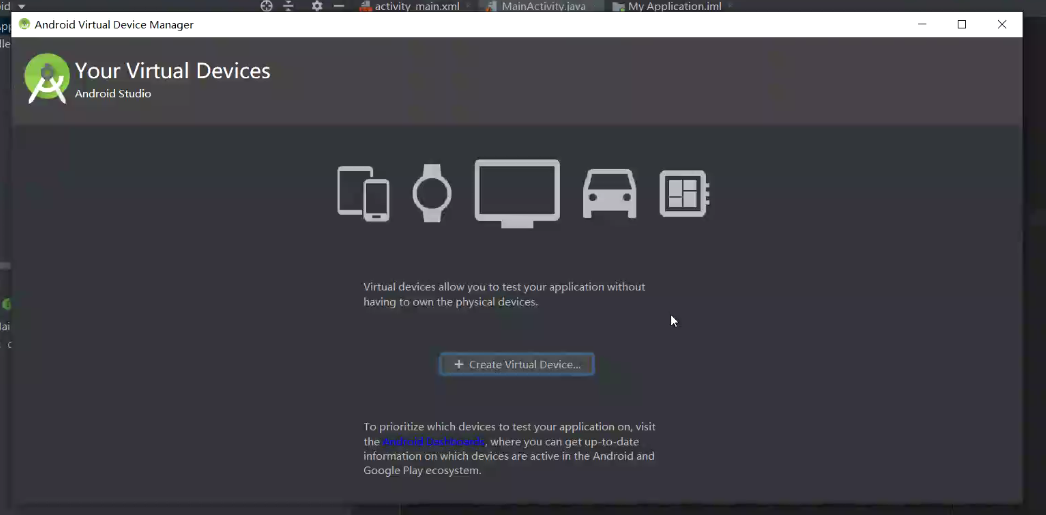 activity_main.xml
MainActivity.java
My Application.iml
Android Virtual Device Manager
Your Virtual Devices
Android Studio
Virtual devices allow you to test your application without
having to own the physical devices.
+ Create Virtual Device...
To prioritize which devices to test your application on, visit
the Android Dashboards, where you can get up-to-date
information on which devices are active in the Android and
Google Play ecosystem.